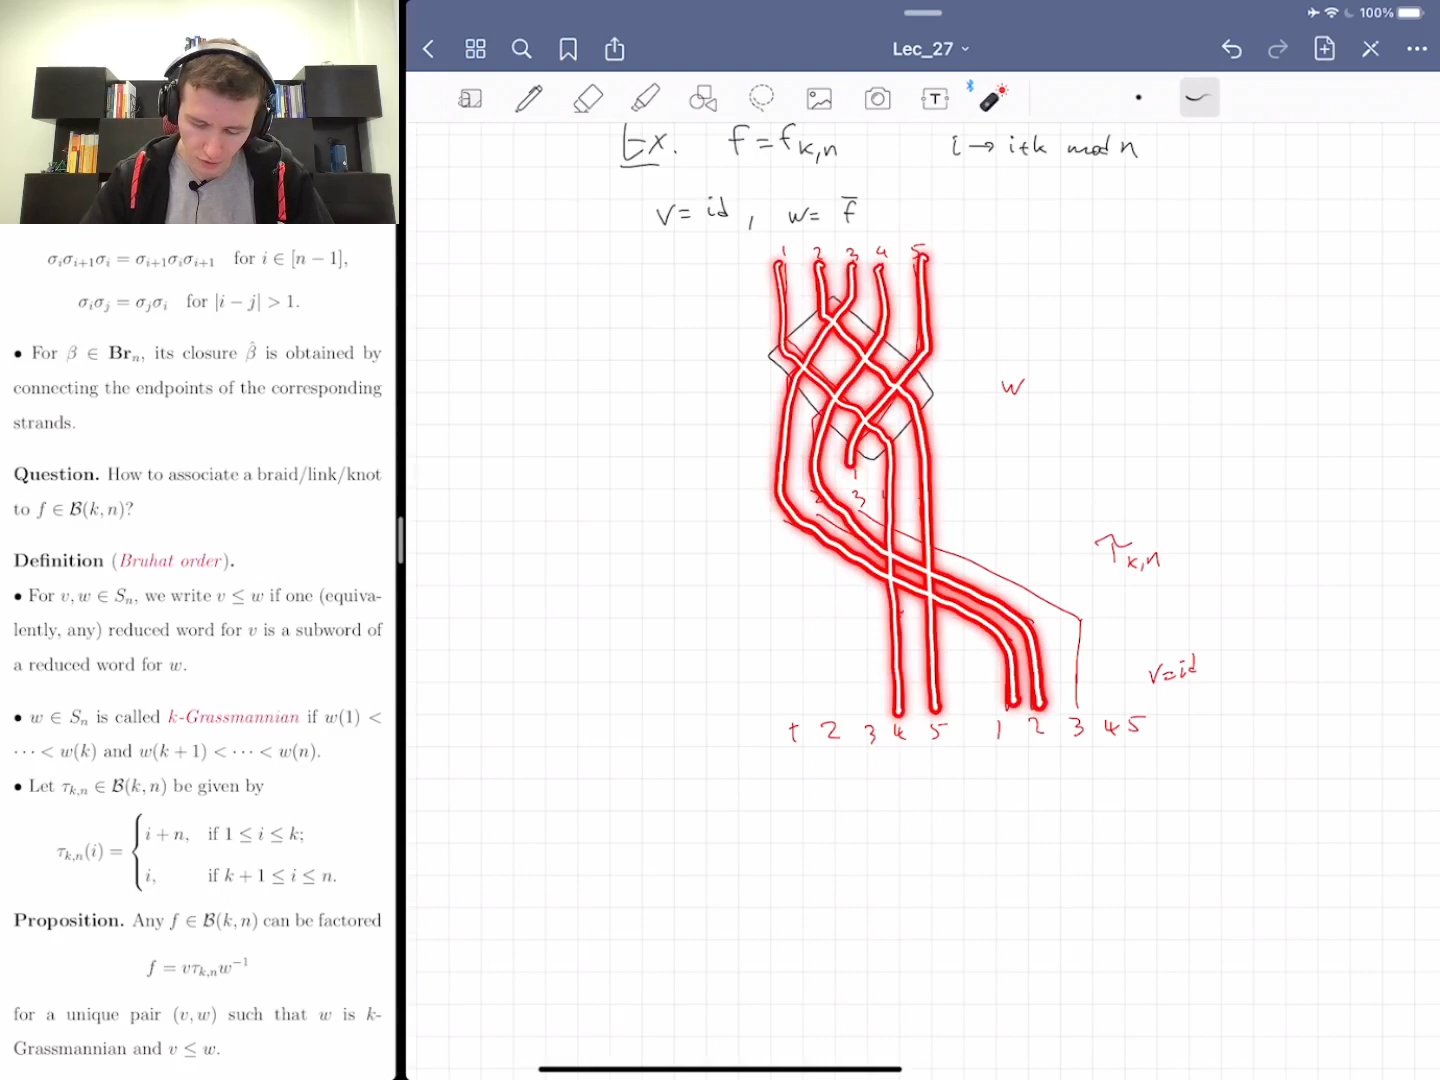 100%
Lec_27
T
Ex. f = f_{k,n} i → i+k mod n
v = id, w = f̄
1 2 3 4 5
w
1
2 3 4
τ_{k,n}
v=id
1 2 3 4 5 1 2 3 4 5
σ_iσ_{i+1}σ_i = σ_{i+1}σ_iσ_{i+1} for i ∈ [n − 1],
σ_iσ_j = σ_jσ_i for |i − j| > 1.
• For β ∈ Br_n, its closure β̂ is obtained by
connecting the endpoints of the corresponding
strands.
Question. How to associate a braid/link/knot
to f ∈ 𝓑(k, n)?
Definition (Bruhat order).
• For v, w ∈ S_n, we write v ≤ w if one (equiva-
lently, any) reduced word for v is a subword of
a reduced word for w.
• w ∈ S_n is called k-Grassmannian if w(1) <
··· < w(k) and w(k + 1) < ··· < w(n).
• Let τ_{k,n} ∈ 𝓑(k, n) be given by
τ_{k,n}(i) = { i + n, if 1 ≤ i ≤ k;
i, if k + 1 ≤ i ≤ n.
Proposition. Any f ∈ 𝓑(k, n) can be factored
f = vτ_{k,n}w^{−1}
for a unique pair (v, w) such that w is k-
Grassmannian and v ≤ w.